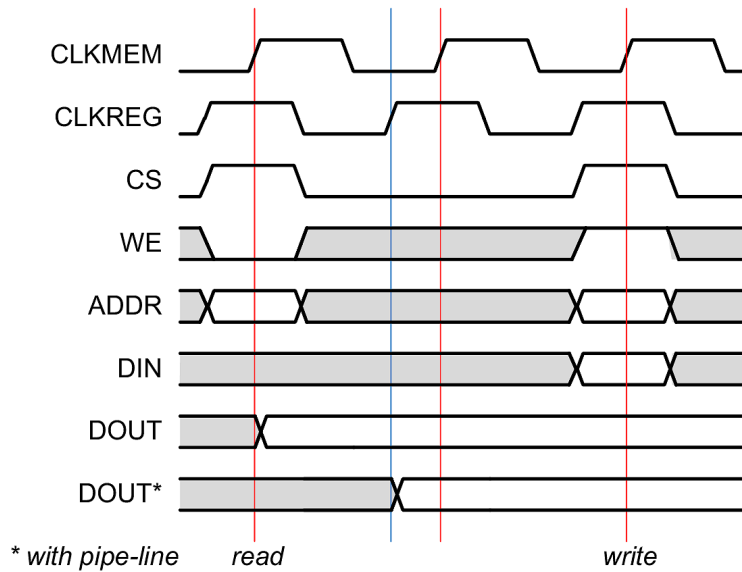 CLKMEM
CLKREG
CS
WE
ADDR
DIN
DOUT
DOUT*
* with pipe-line read write